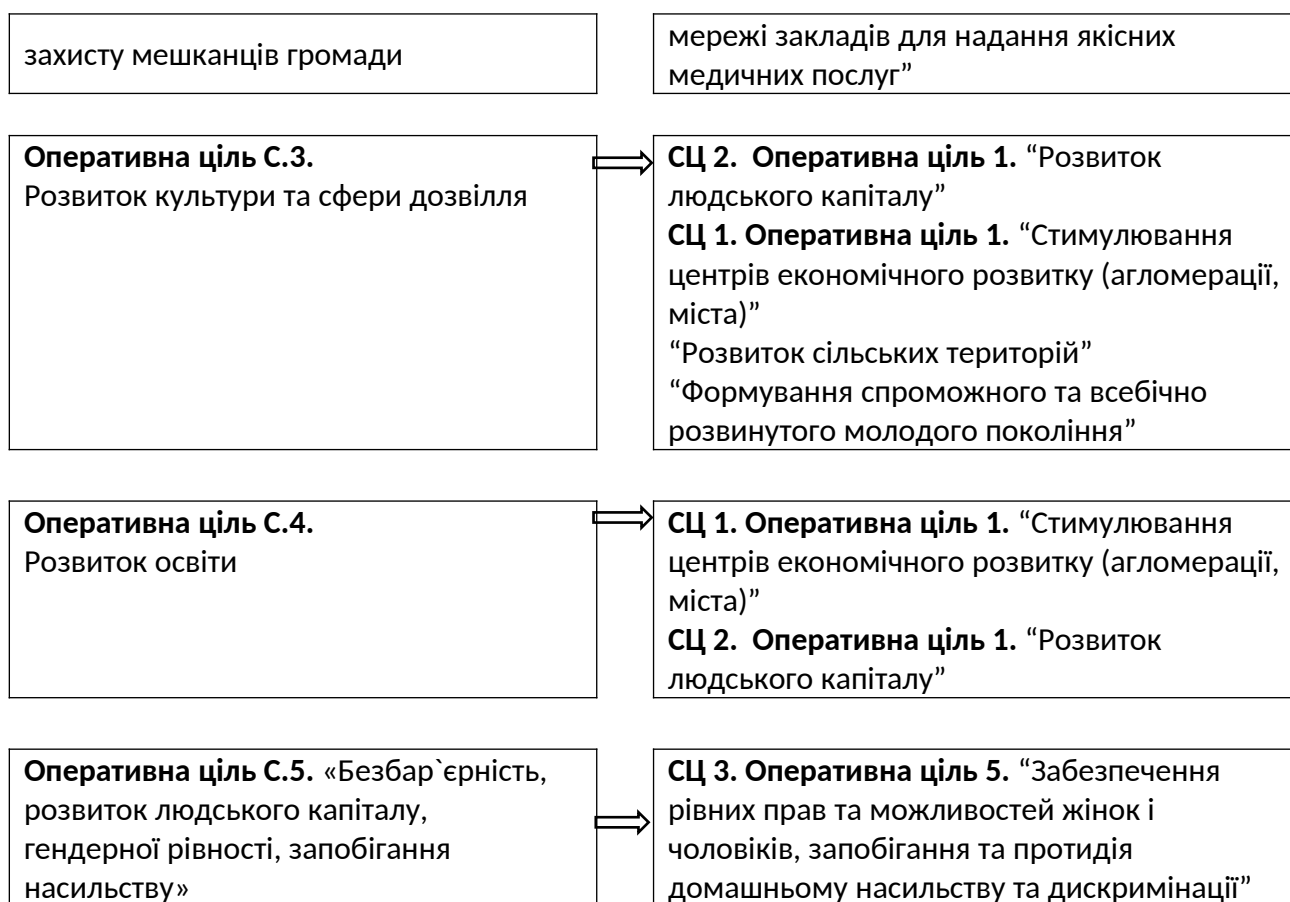 захисту мешканців громади
мережі закладів для надання якісних
медичних послуг”
Оперативна ціль С.3.
Розвиток культури та сфери дозвілля
СЦ 2.  Оперативна ціль 1. “Розвиток
людського капіталу”
СЦ 1. Оперативна ціль 1. “Стимулювання
центрів економічного розвитку (агломерації,
міста)”
“Розвиток сільських територій”
“Формування спроможного та всебічно
розвинутого молодого покоління”
Оперативна ціль С.4.
Розвиток освіти
СЦ 1. Оперативна ціль 1. “Стимулювання
центрів економічного розвитку (агломерації,
міста)”
СЦ 2.  Оперативна ціль 1. “Розвиток
людського капіталу”
Оперативна ціль С.5. «Безбар`єрність,
розвиток людського капіталу,
гендерної рівності, запобігання
насильству»
СЦ 3. Оперативна ціль 5. “Забезпечення
рівних прав та можливостей жінок і
чоловіків, запобігання та протидія
домашньому насильству та дискримінації”